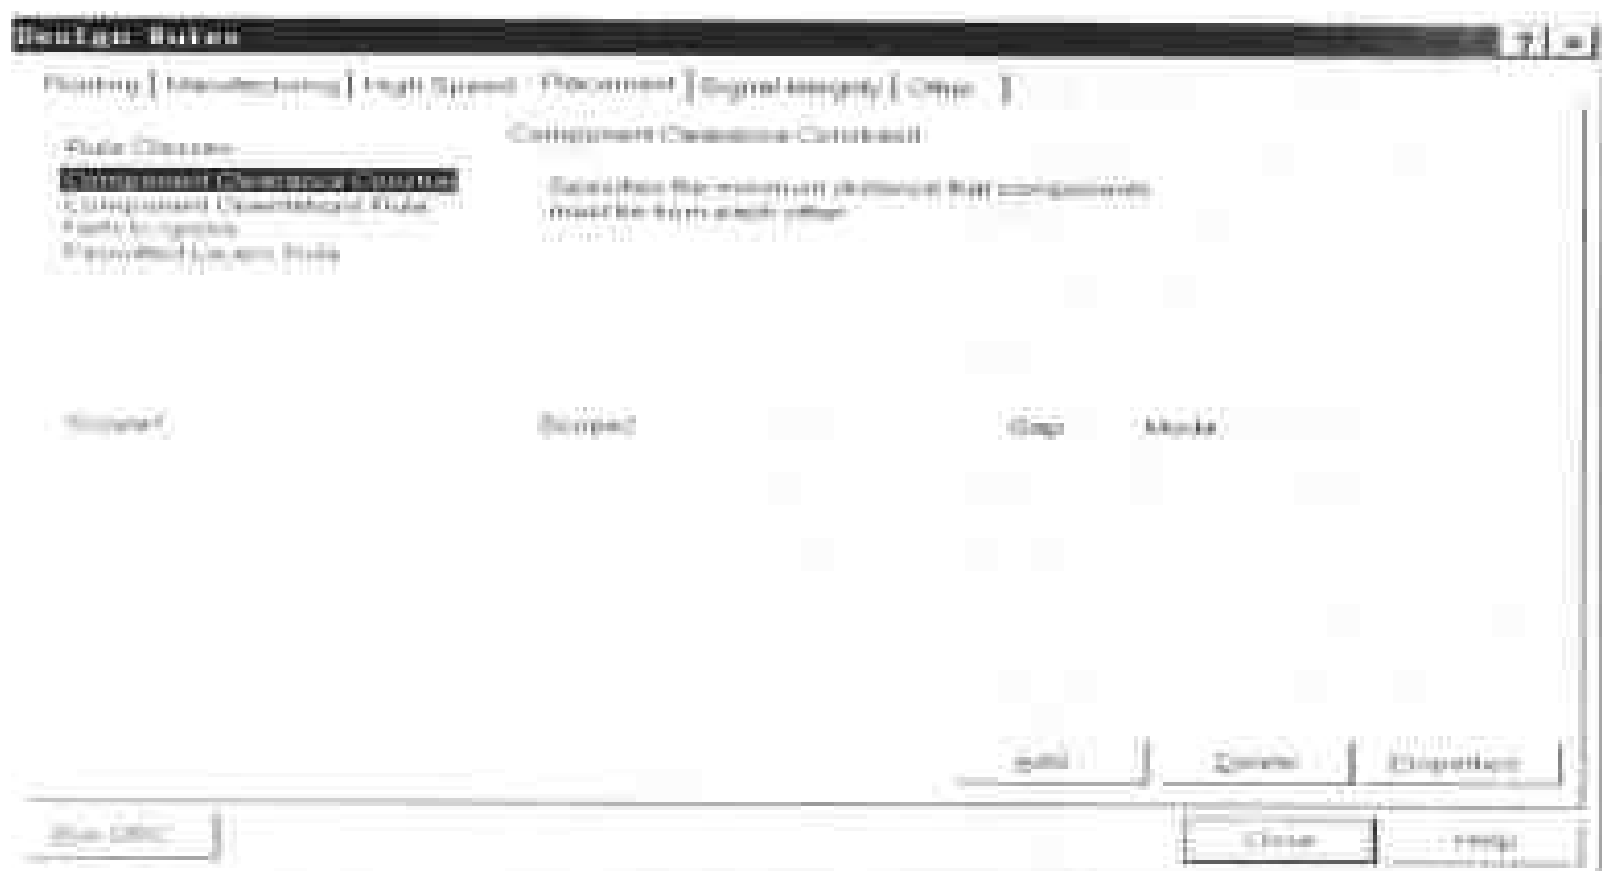 Design Rules
Routing Manufacturing High Speed Placement Signal Integrity Other
Rule Classes
Component Clearance Constraint
Component Clearance
Component Orientations Rule
Nets to Ignore
Permitted Layers Rule
Specifies the minimum distance that components
must be from each other
Scope1 Scope2 Gap Mode
Add Delete Properties
Run DRC Close Help